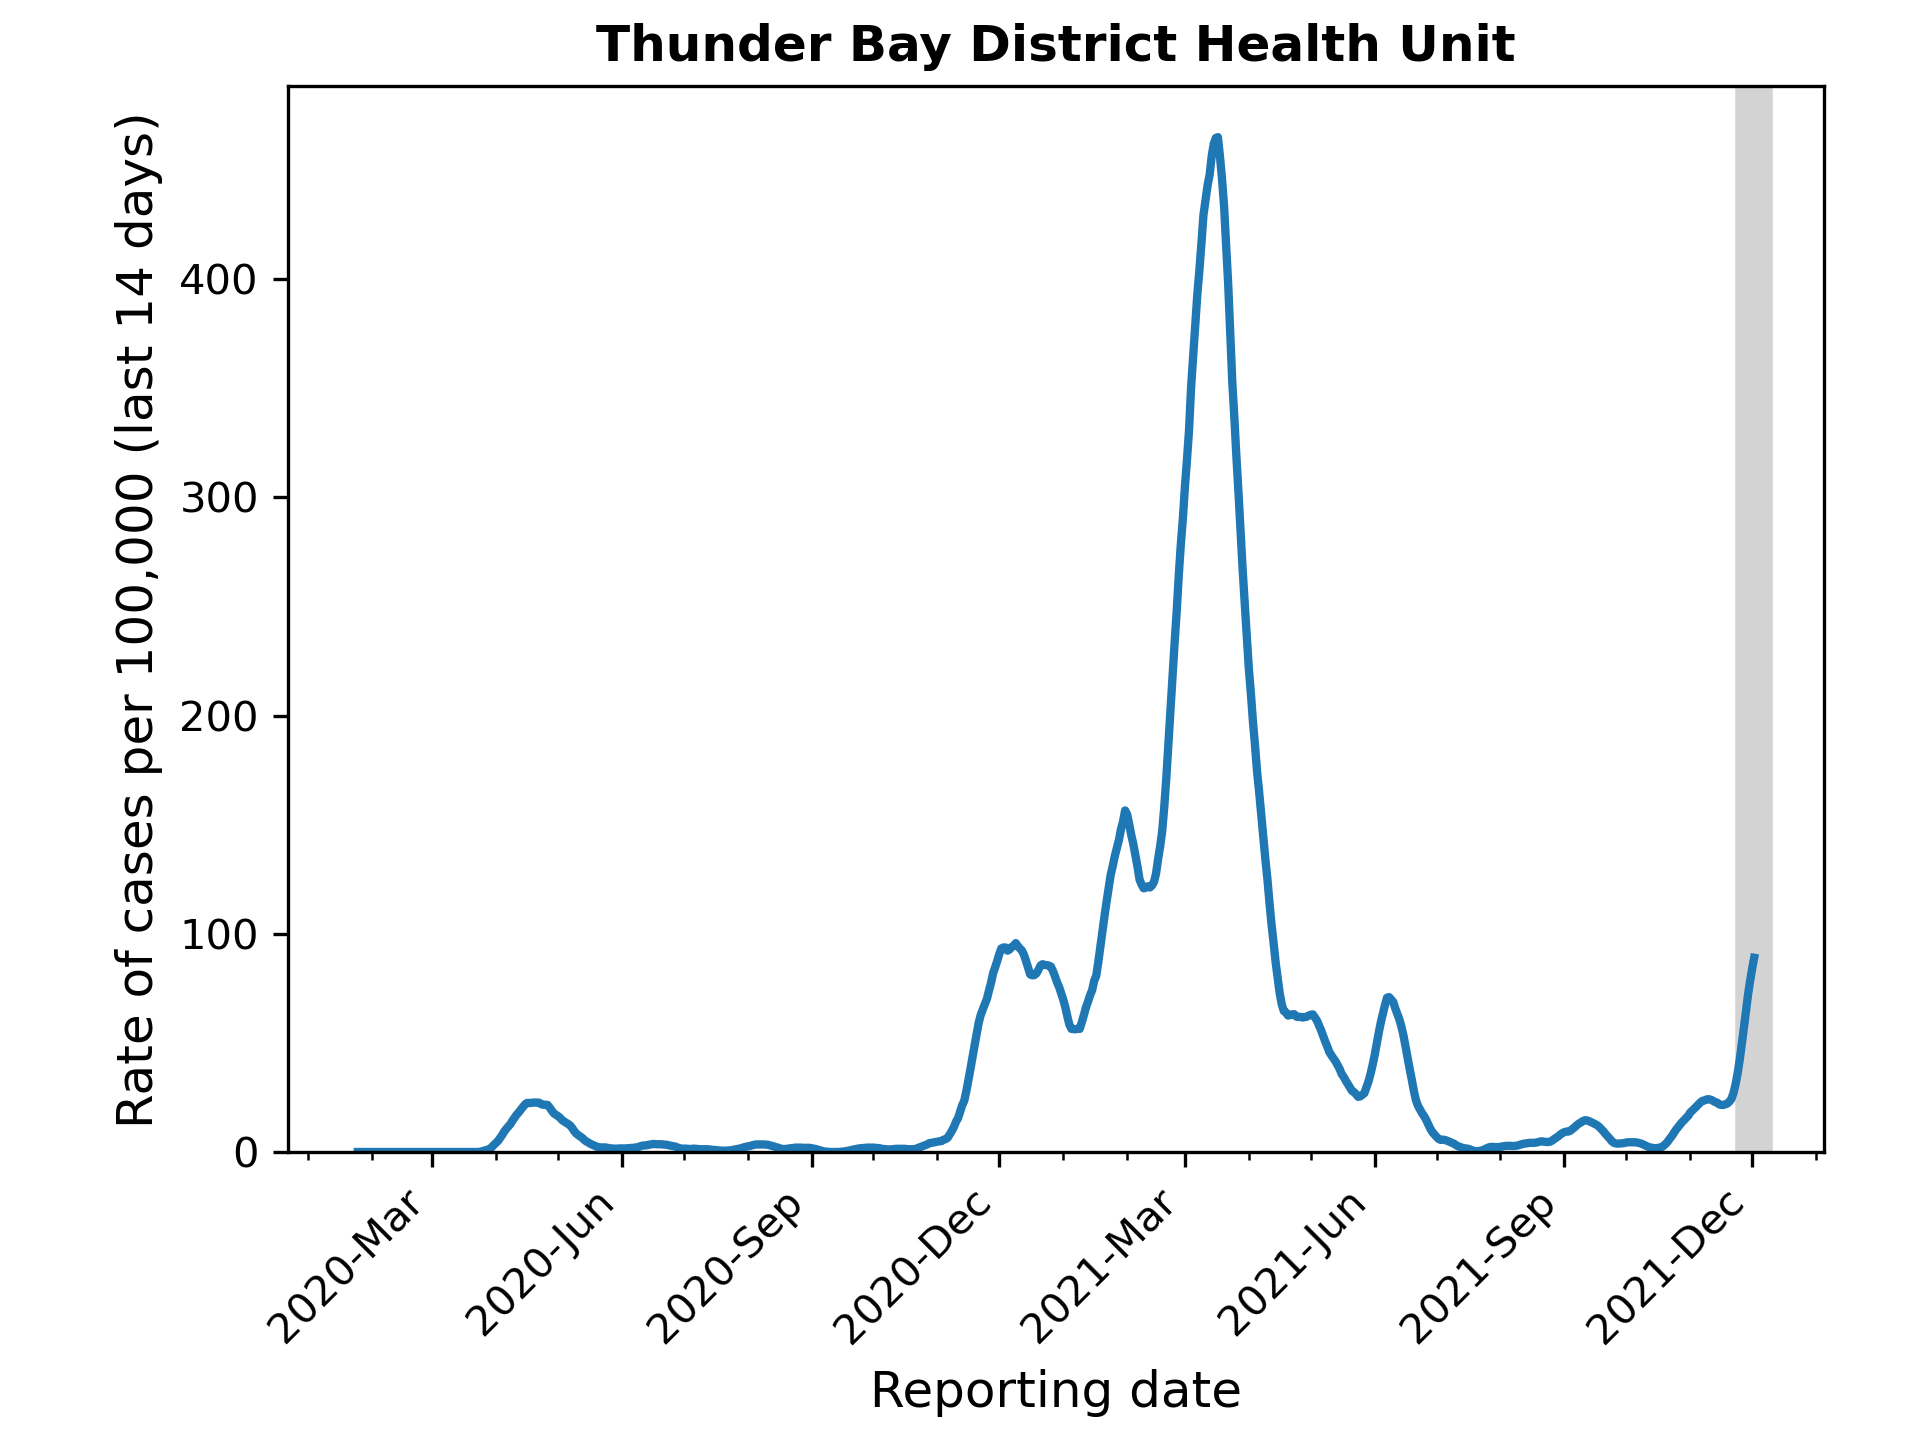 Thunder Bay District Health Unit
Rate of cases per 100,000 (last 14 days)
400
300
200
100
0
2020-Mar
2020-Jun
2020-Sep
2020-Dec
2021-Mar
2021-Jun
2021-Sep
2021-Dec
Reporting date